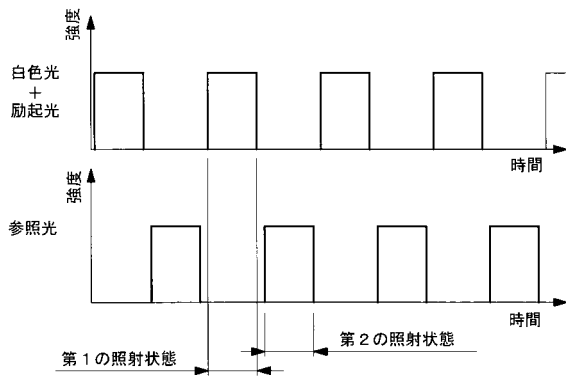 強度
白色光
+
励起光
時間
強度
参照光
時間
第1の照射状態
第2の照射状態